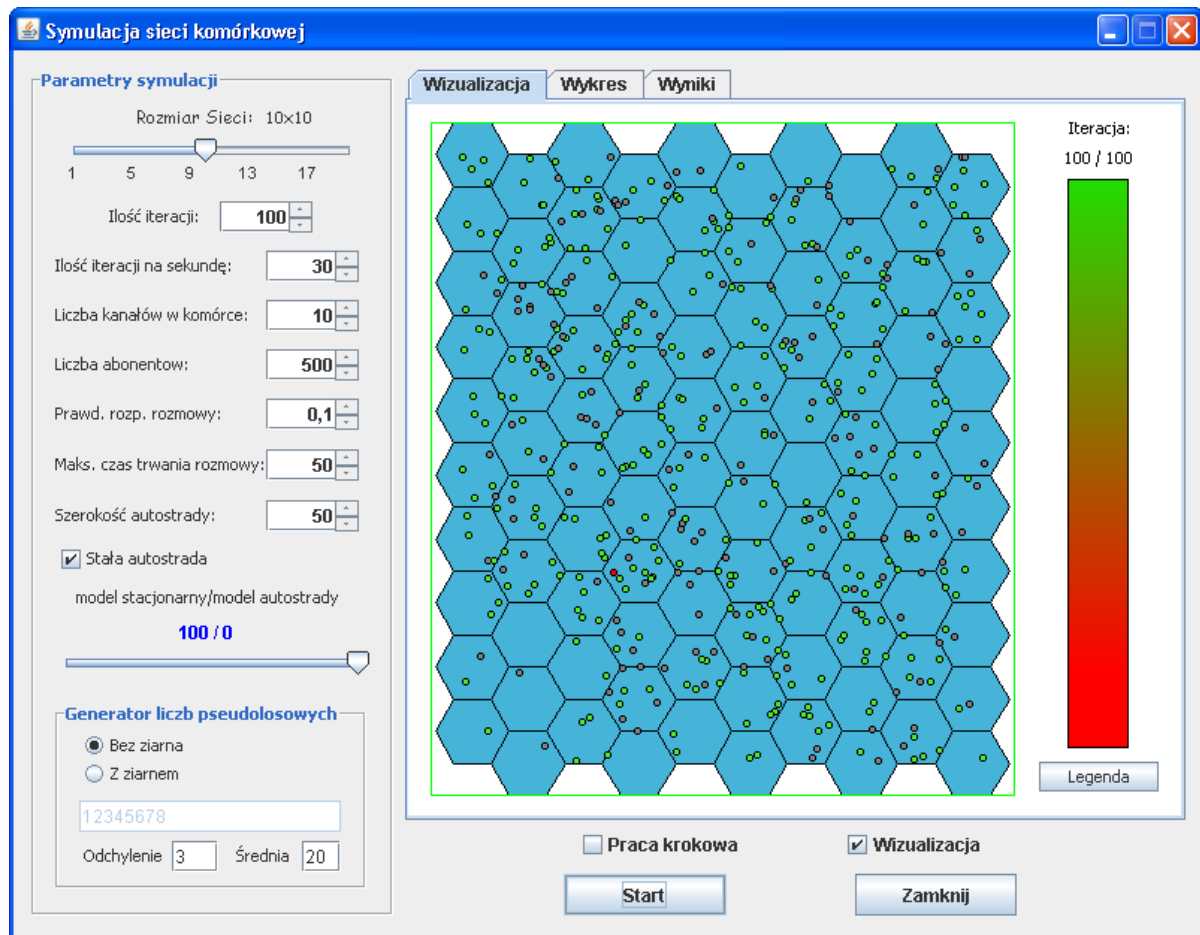 Symulacja sieci komórkowej
Parametry symulacji
Rozmiar Sieci: 10x10
1 5 9 13 17
Ilość iteracji: 100
Ilość iteracji na sekundę: 30
Liczba kanałów w komórce: 10
Liczba abonentow: 500
Prawd. rozp. rozmowy: 0,1
Maks. czas trwania rozmowy: 50
Szerokość autostrady: 50
Stała autostrada
model stacjonarny/model autostrady
100 / 0
Generator liczb pseudolosowych
Bez ziarna
Z ziarnem
12345678
Odchylenie 3 Średnia 20
Wizualizacja Wykres Wyniki
Iteracja:
100 / 100
Legenda
Praca krokowa Wizualizacja
Start Zamknij